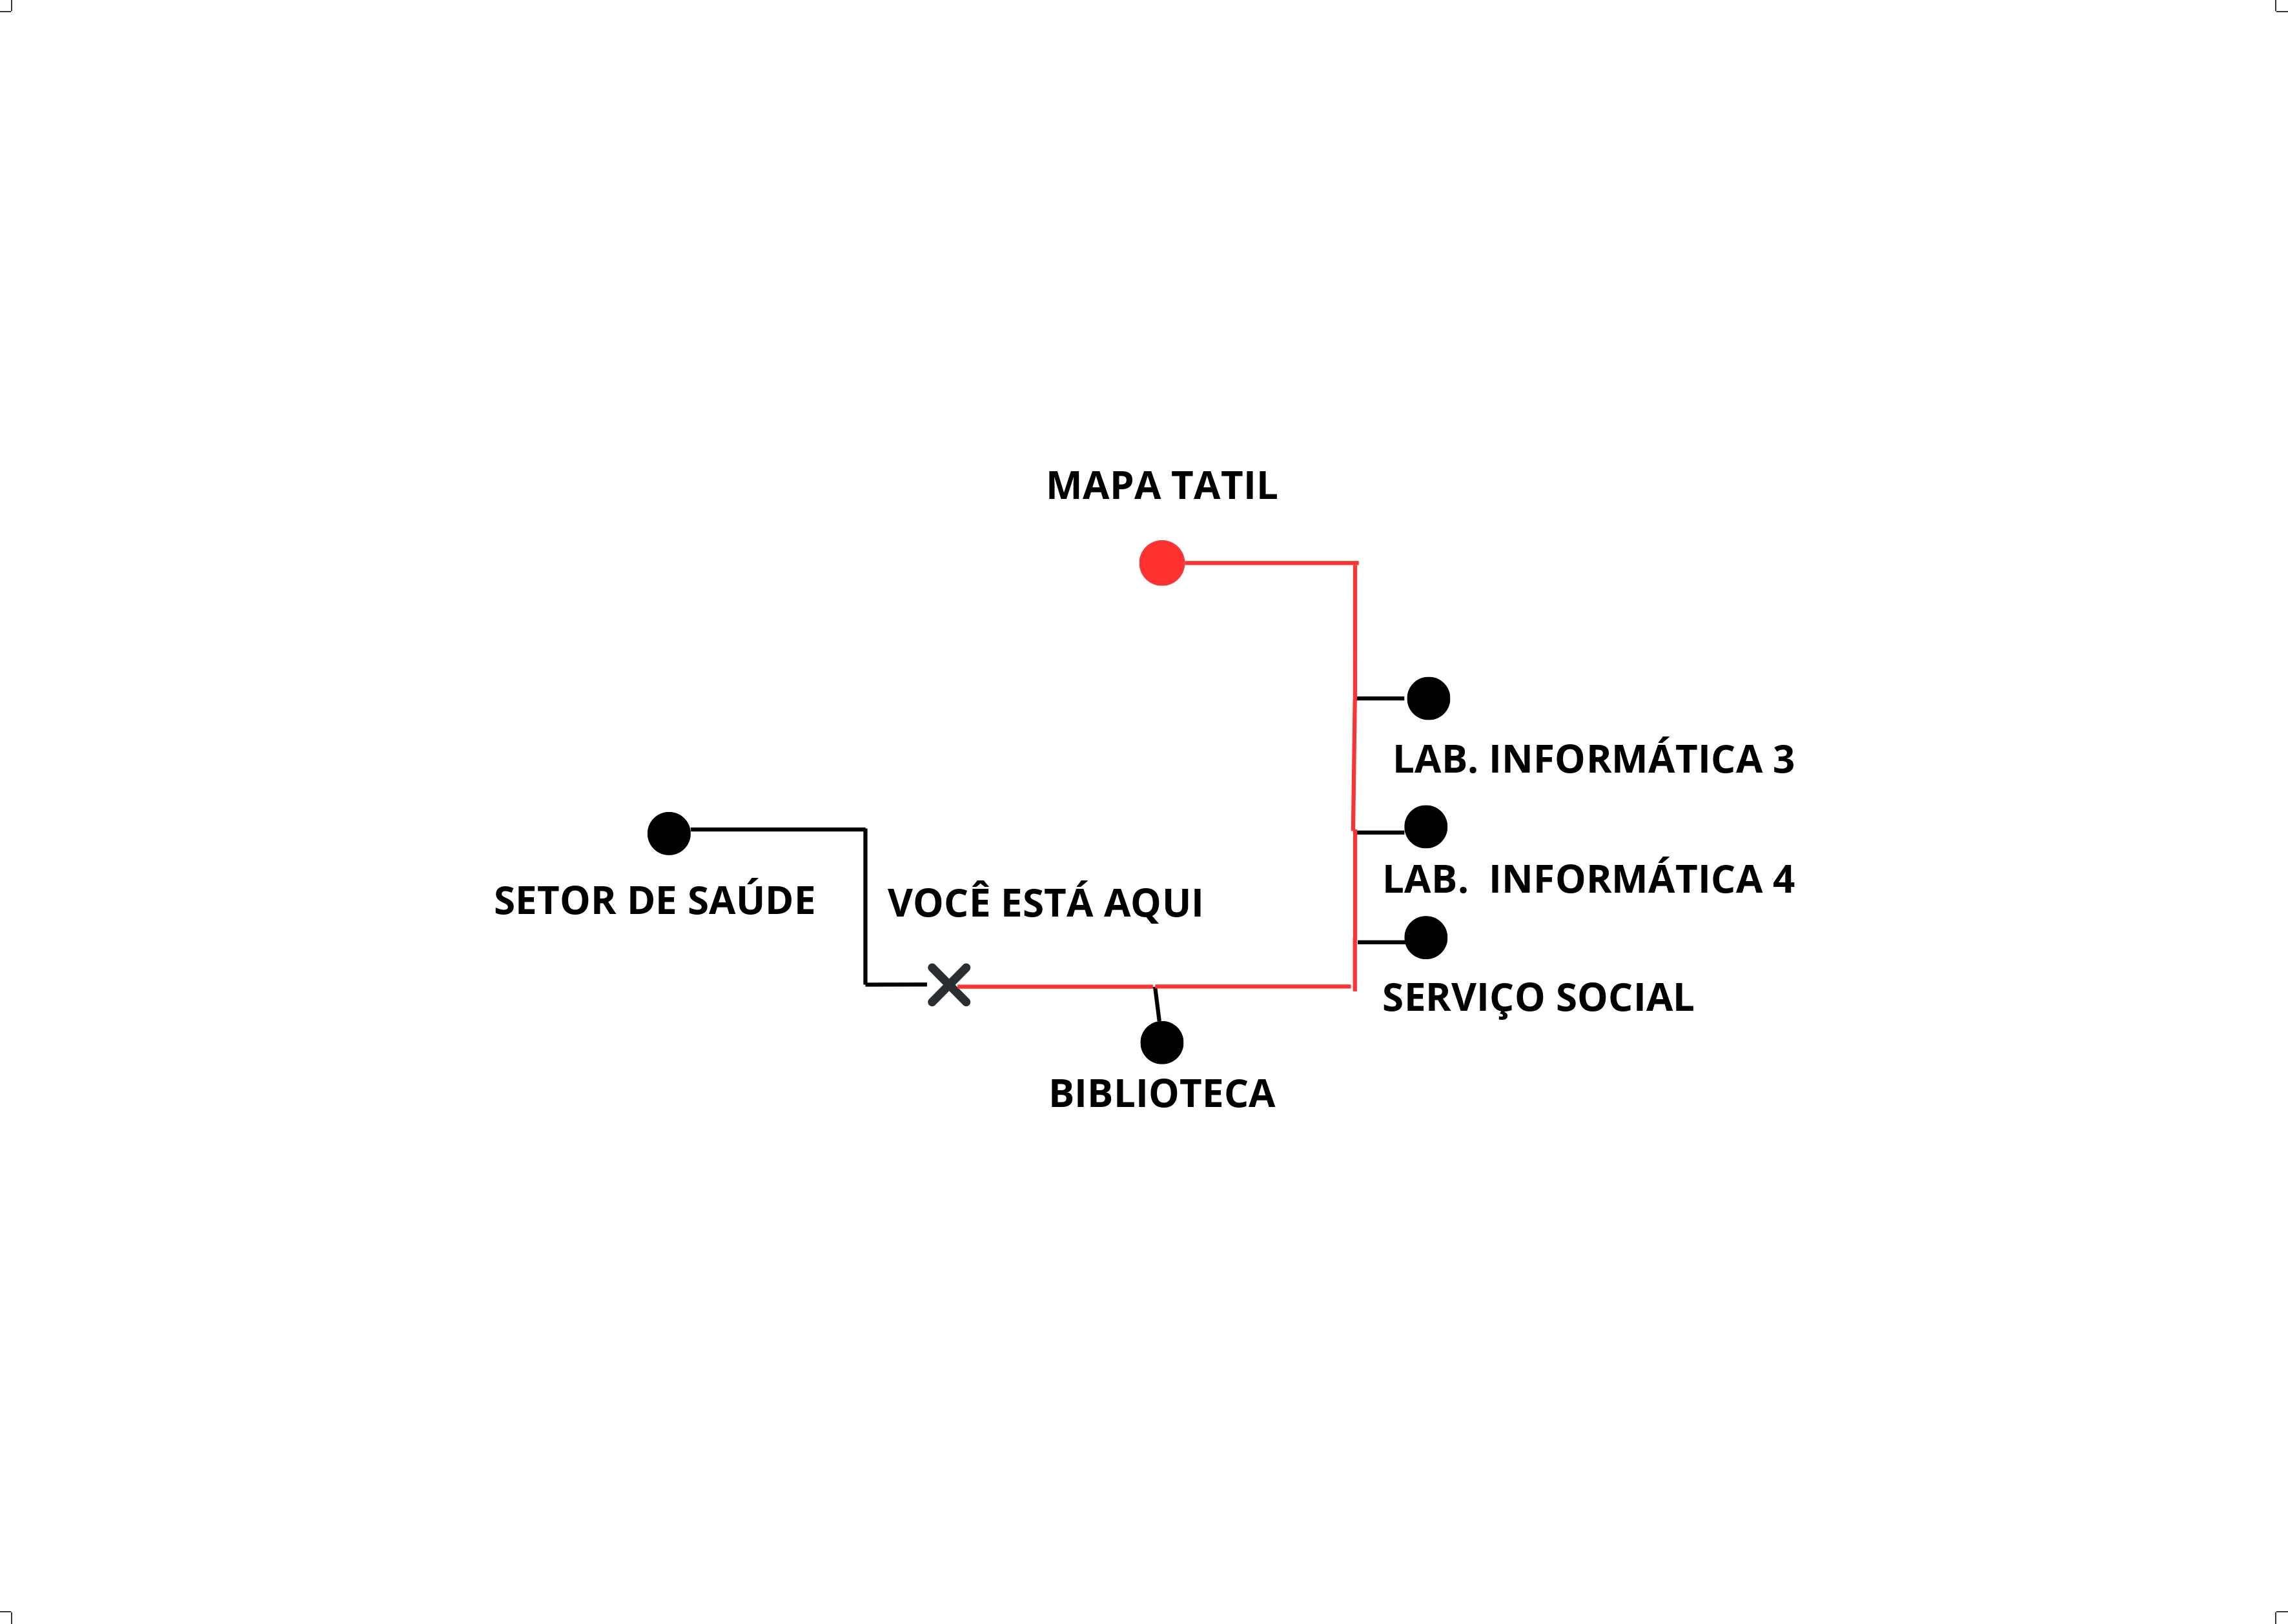 MAPA TATIL
LAB. INFORMÁTICA 3
LAB. INFORMÁTICA 4
SETOR DE SAÚDE
VOCÊ ESTÁ AQUI
SERVIÇO SOCIAL
BIBLIOTECA